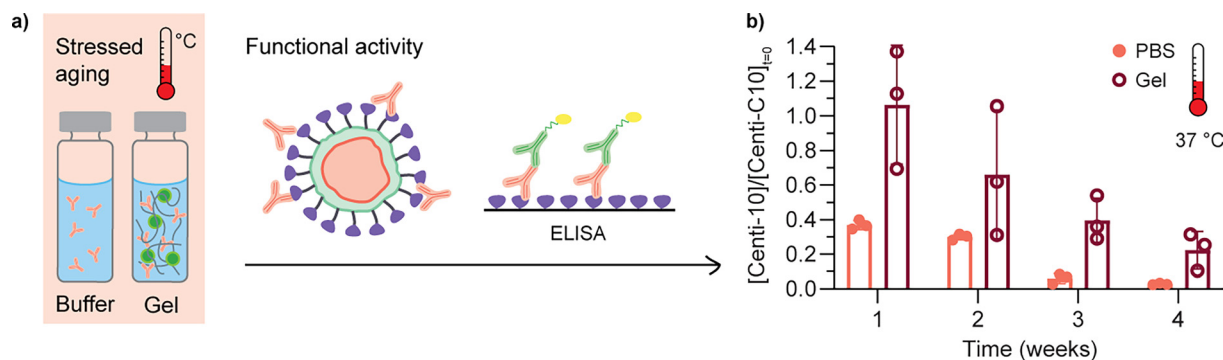 a)
Stressed
aging
°C
Buffer
Gel
Functional activity
ELISA
b)
[Centi-10]/[Centi-C10]t=0
1.4
1.2
1.0
0.8
0.6
0.4
0.2
0.0
PBS
Gel
37 °C
1 2 3 4
Time (weeks)